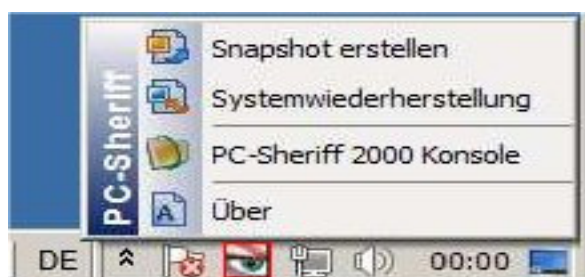 PC-Sheriff
Snapshot erstellen
Systemwiederherstellung
PC-Sheriff 2000 Konsole
Über
DE
00:00